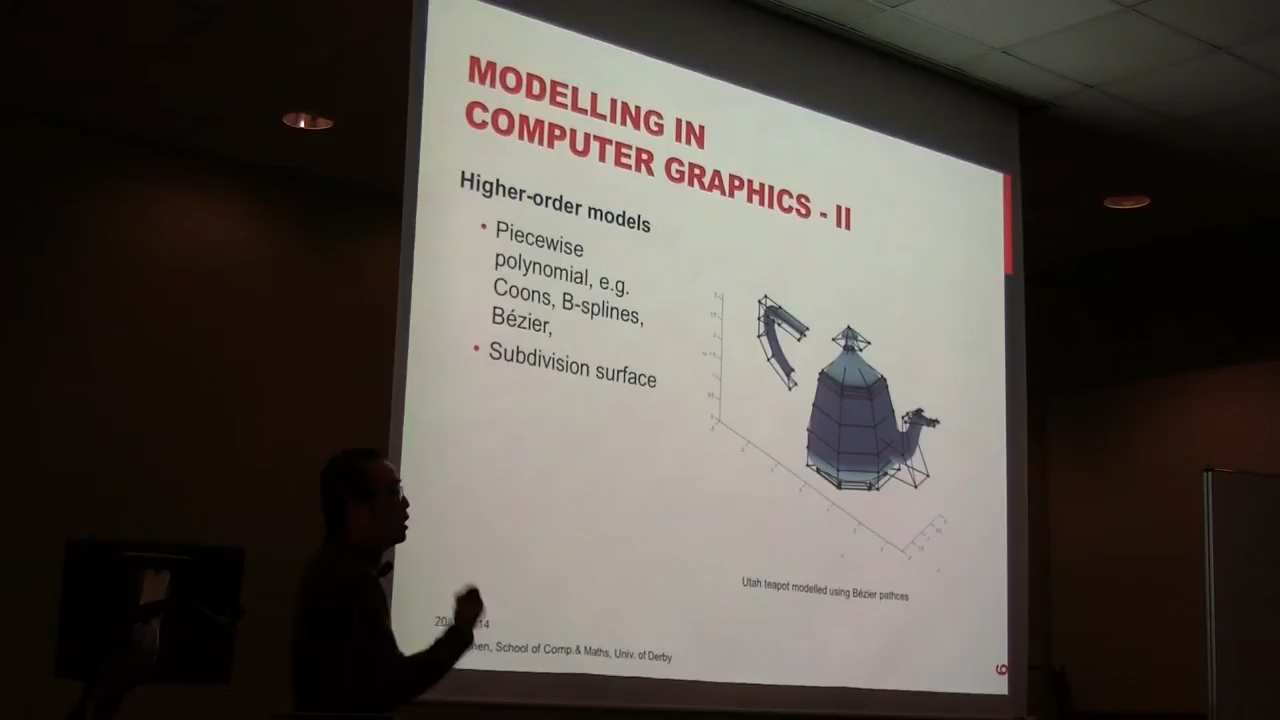 MODELLING IN
COMPUTER GRAPHICS - II
Higher-order models
• Piecewise
polynomial, e.g.
Coons, B-splines,
Bézier,
• Subdivision surface
Utah teapot modelled using Bézier pathces
School of Comp.& Maths, Univ. of Derby
6